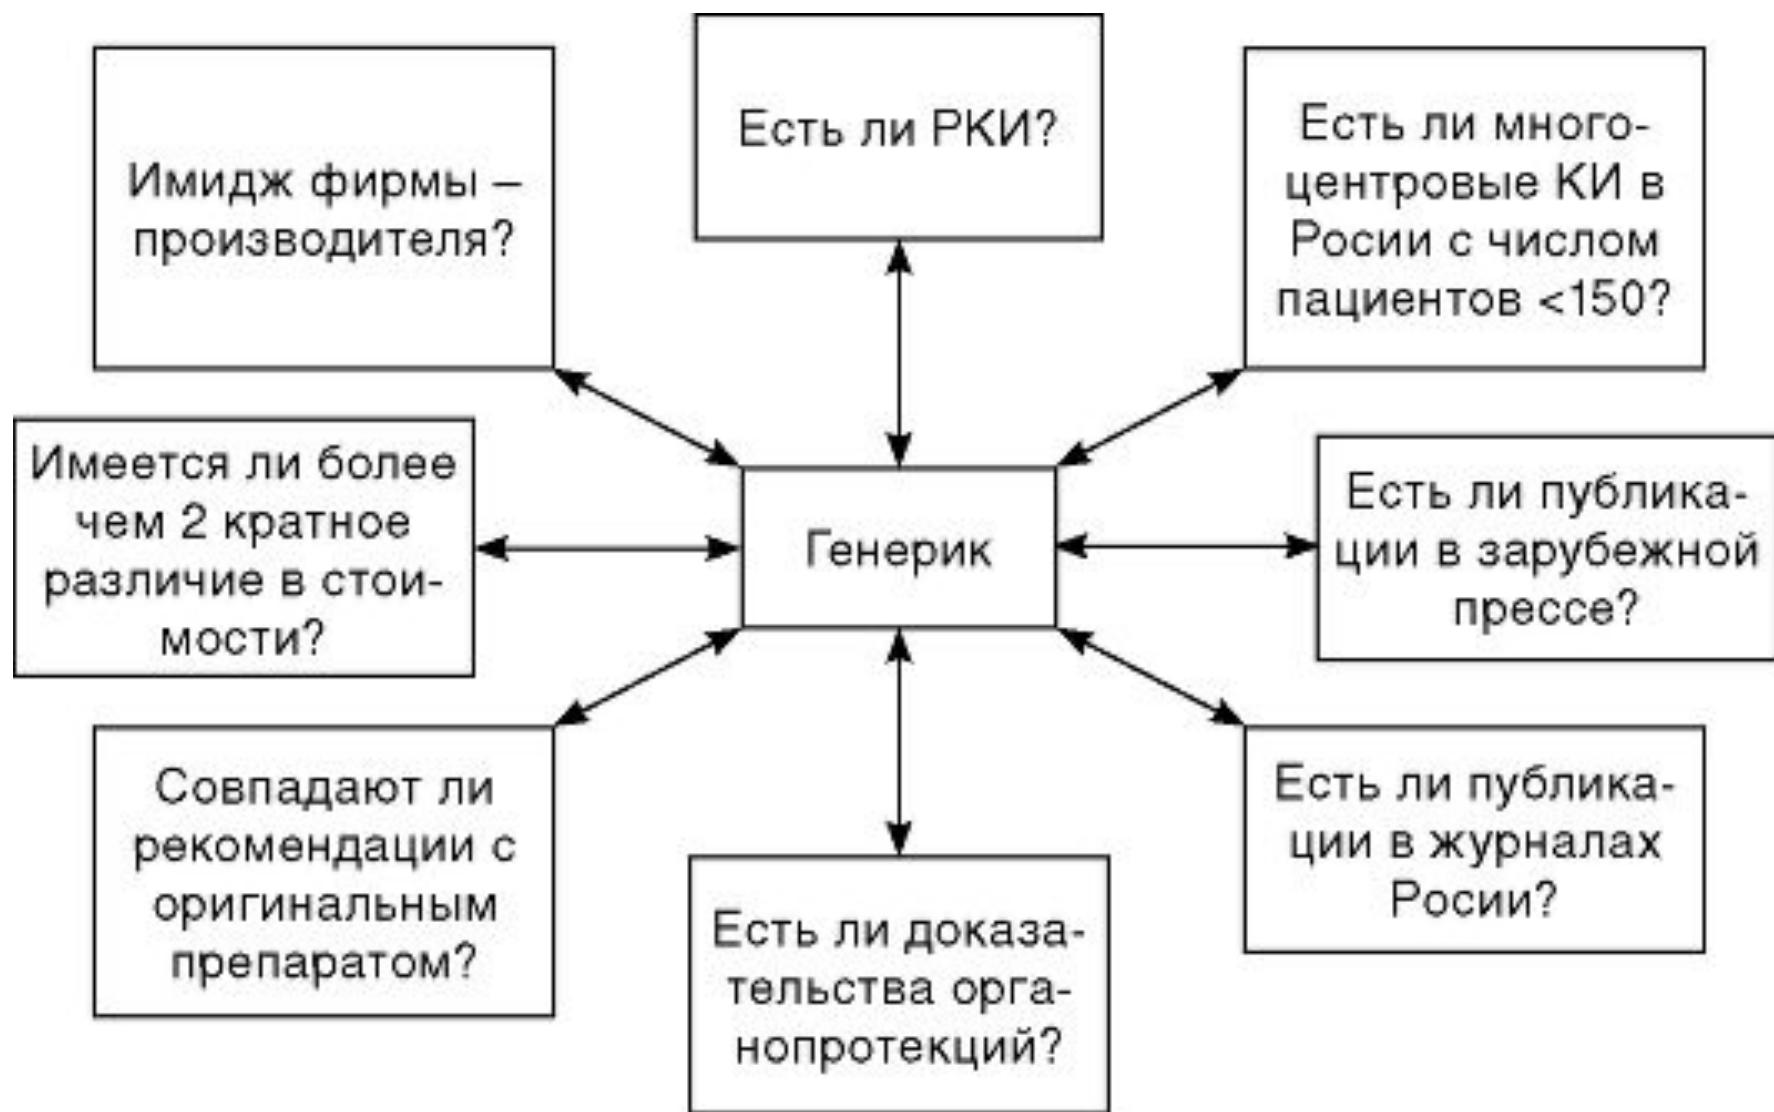 Есть ли РКИ?
Имидж фирмы –
производителя?
Есть ли много-
центровые КИ в
Росии с числом
пациентов <150?
Имеется ли более
чем 2 кратное
различие в стои-
мости?
Генерик
Есть ли публика-
ции в зарубежной
прессе?
Совпадают ли
рекомендации с
оригинальным
препаратом?
Есть ли доказа-
тельства орга-
нопротекций?
Есть ли публика-
ции в журналах
Росии?